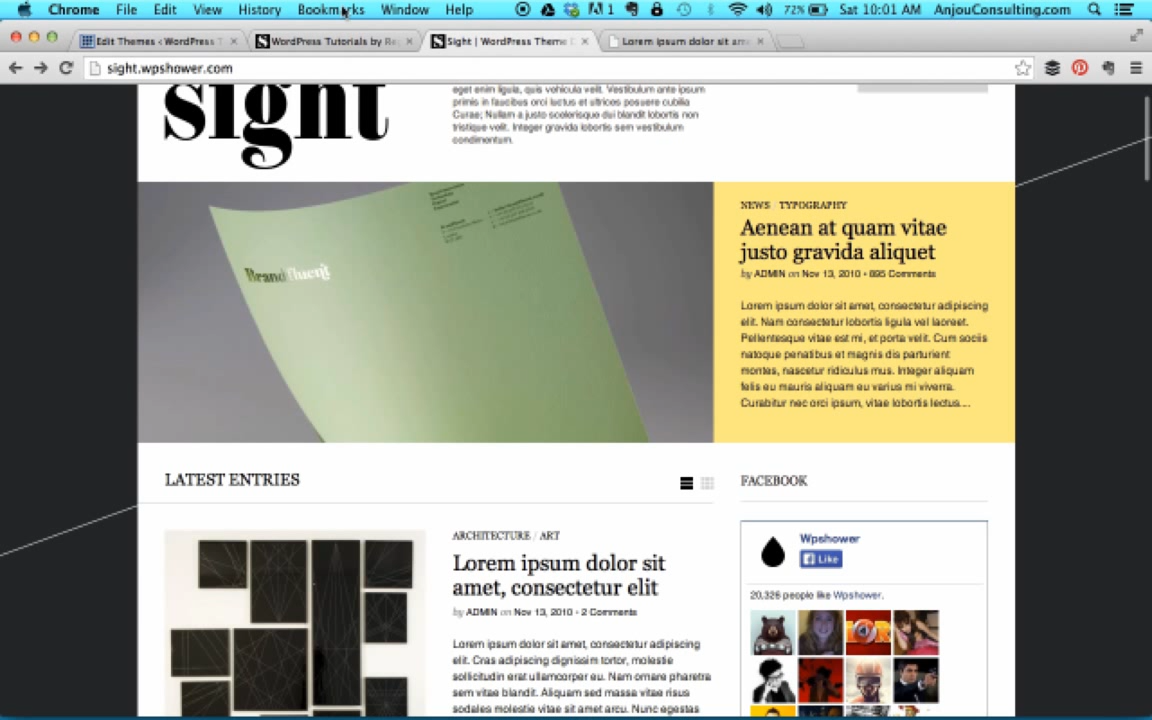 Chrome File Edit View History Bookmarks Window Help 1 72% Sat 10:01 AM AnjouConsulting.com
Edit Themes ‹ WordPress WordPress Tutorials by Sight | WordPress Theme Lorem ipsum dolor sit am
sight.wpshower.com
sight
eget enim ligula, quis vehicula velit. Vestibulum ante ipsum
primis in faucibus orci luctus et ultrices posuere cubilia
Curae; Nullam a justo scelerisque dui blandit lobortis non
tristique velit. Integer gravida lobortis sem vestibulum
condimentum.
Brandfluent
NEWS / TYPOGRAPHY
Aenean at quam vitae
justo gravida aliquet
by ADMIN on Nov 13, 2010 • 895 Comments
Lorem ipsum dolor sit amet, consectetur adipiscing
elit. Nam consectetur lobortis ligula vel laoreet.
Pellentesque vitae est mi, et porta velit. Cum sociis
natoque penatibus et magnis dis parturient
montes, nascetur ridiculus mus. Integer aliquam
felis eu mauris aliquam eu varius mi viverra.
Curabitur nec orci ipsum, vitae lobortis lectus....
LATEST ENTRIES
FACEBOOK
ARCHITECTURE / ART
Lorem ipsum dolor sit
amet, consectetur elit
by ADMIN on Nov 13, 2010 • 2 Comments
Lorem ipsum dolor sit amet, consectetur adipiscing
elit. Cras adipiscing dignissim tortor, molestie
sollicitudin erat ullamcorper eu. Nam ornare pharetra
sem vitae blandit. Aliquam sed massa vitae risus
sodales molestie vitae sit amet arcu. Nunc egestas
Wpshower
Like
20,326 people like Wpshower.